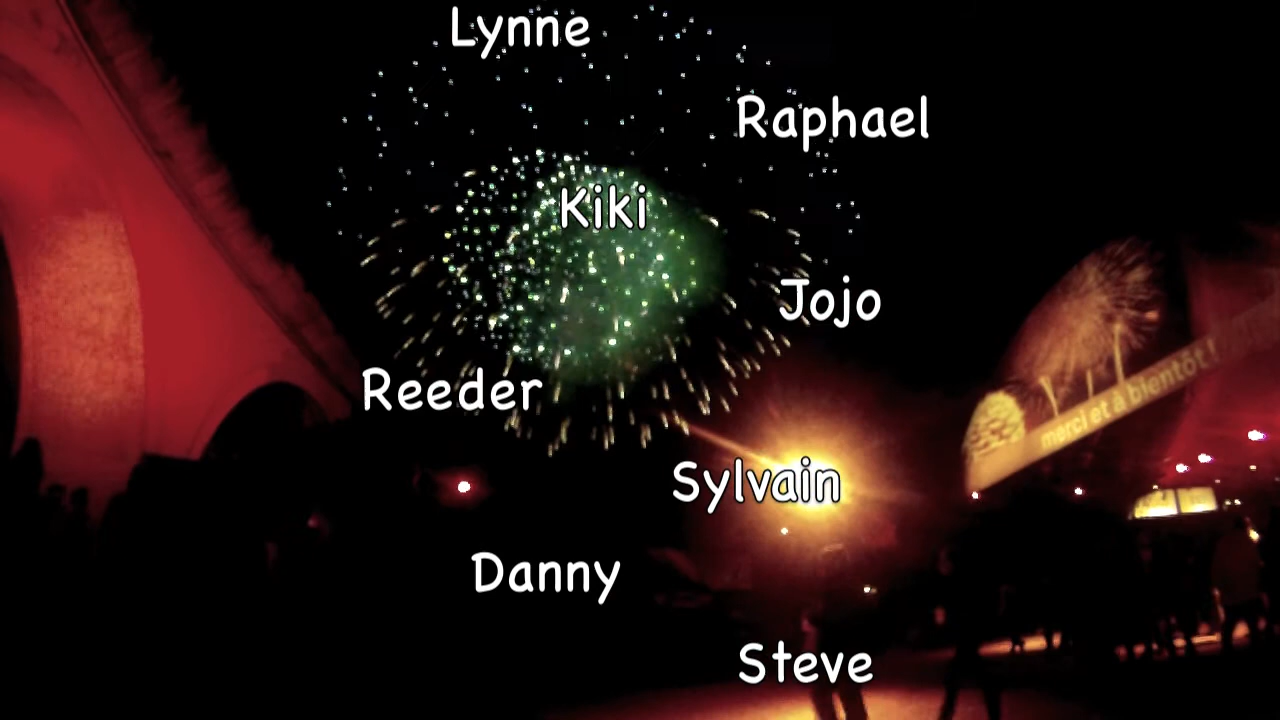 Lynne
Raphael
Kiki
Jojo
Reeder
Sylvain
Danny
Steve
merci et à bientôt!